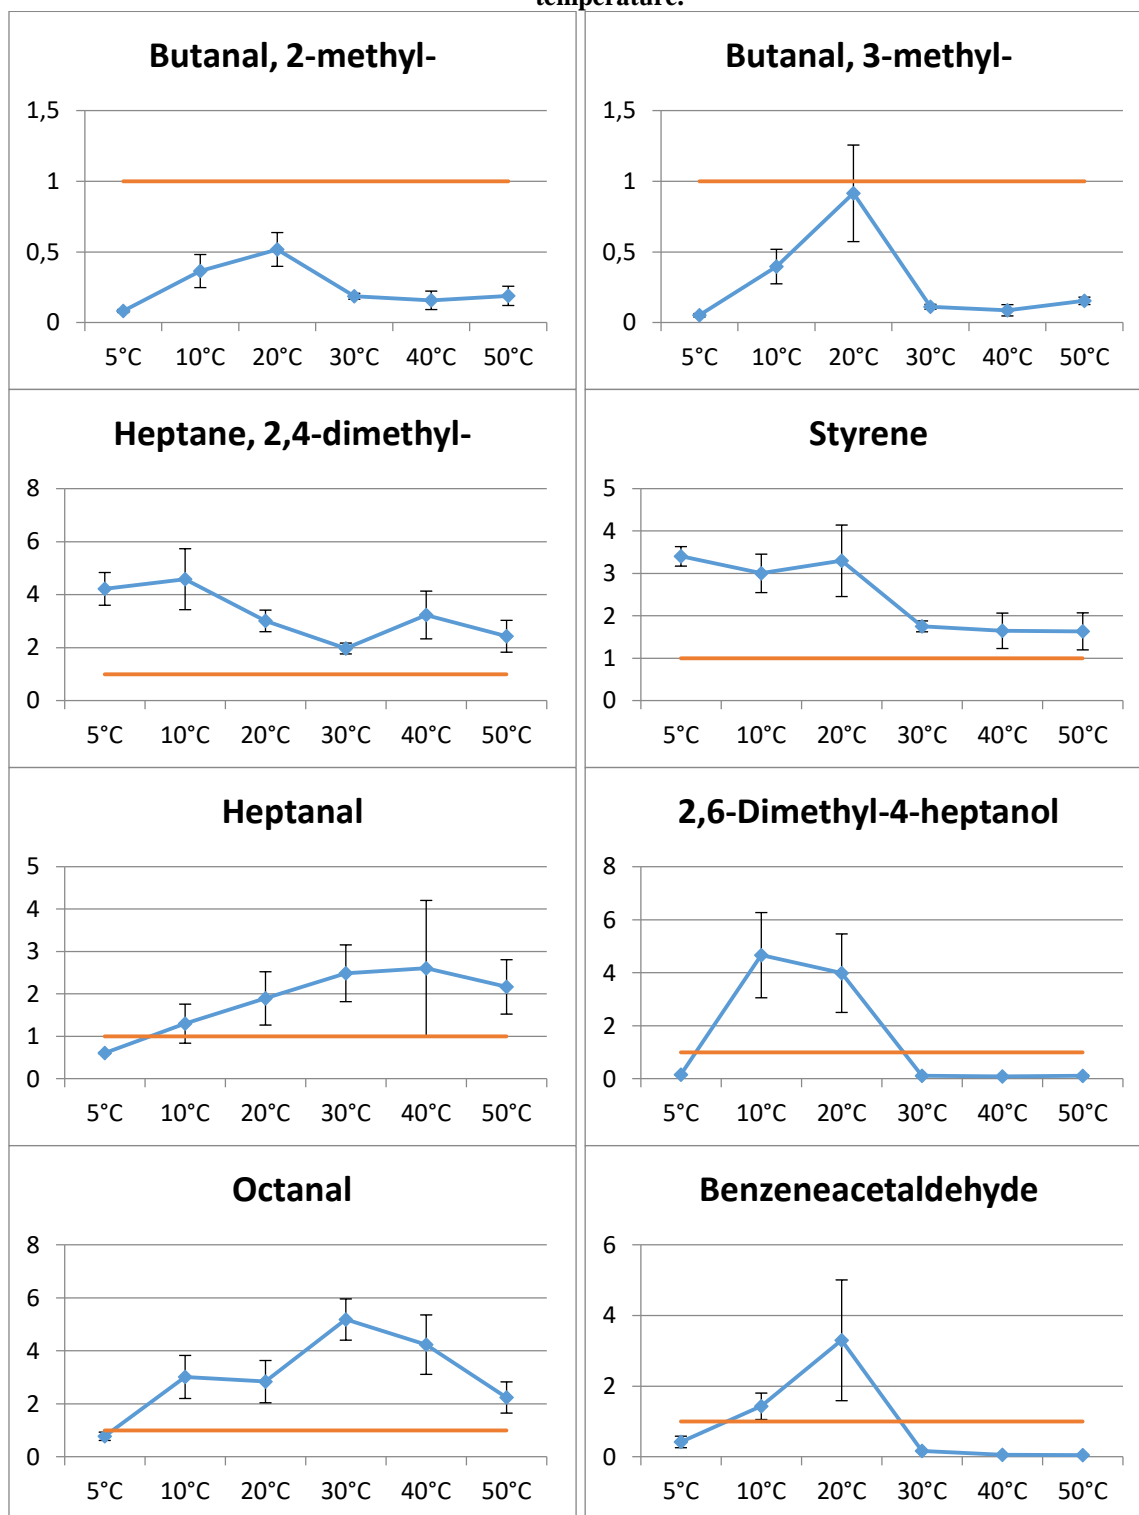 temperature.
Butanal, 2-methyl-
1,5
1
0,5
0
5°C 10°C 20°C 30°C 40°C 50°C
Butanal, 3-methyl-
1,5
1
0,5
0
5°C 10°C 20°C 30°C 40°C 50°C
Heptane, 2,4-dimethyl-
8
6
4
2
0
5°C 10°C 20°C 30°C 40°C 50°C
Styrene
5
4
3
2
1
0
5°C 10°C 20°C 30°C 40°C 50°C
Heptanal
5
4
3
2
1
0
5°C 10°C 20°C 30°C 40°C 50°C
2,6-Dimethyl-4-heptanol
8
6
4
2
0
5°C 10°C 20°C 30°C 40°C 50°C
Octanal
8
6
4
2
0
5°C 10°C 20°C 30°C 40°C 50°C
Benzeneacetaldehyde
6
4
2
0
5°C 10°C 20°C 30°C 40°C 50°C